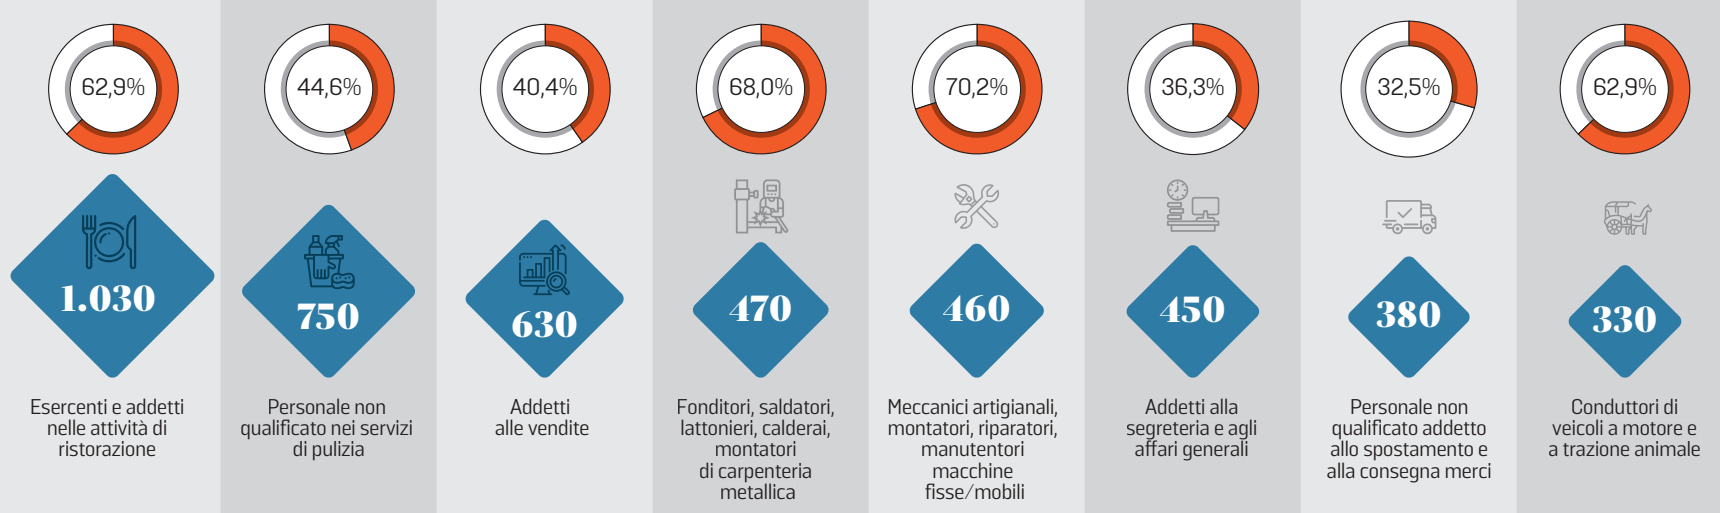 62,9%
44,6%
40,4%
68,0%
70,2%
36,3%
32,5%
62,9%
1.030
750
630
470
460
450
380
330
Esercenti e addetti
nelle attività di
ristorazione
Personale non
qualificato nei servizi
di pulizia
Addetti
alle vendite
Fonditori, saldatori,
lattonieri, calderai,
montatori
di carpenteria
metallica
Meccanici artigianali,
montatori, riparatori,
manutentori
macchine
fisse/mobili
Addetti alla
segreteria e agli
affari generali
Personale non
qualificato addetto
allo spostamento e
alla consegna merci
Conduttori di
veicoli a motore e
a trazione animale